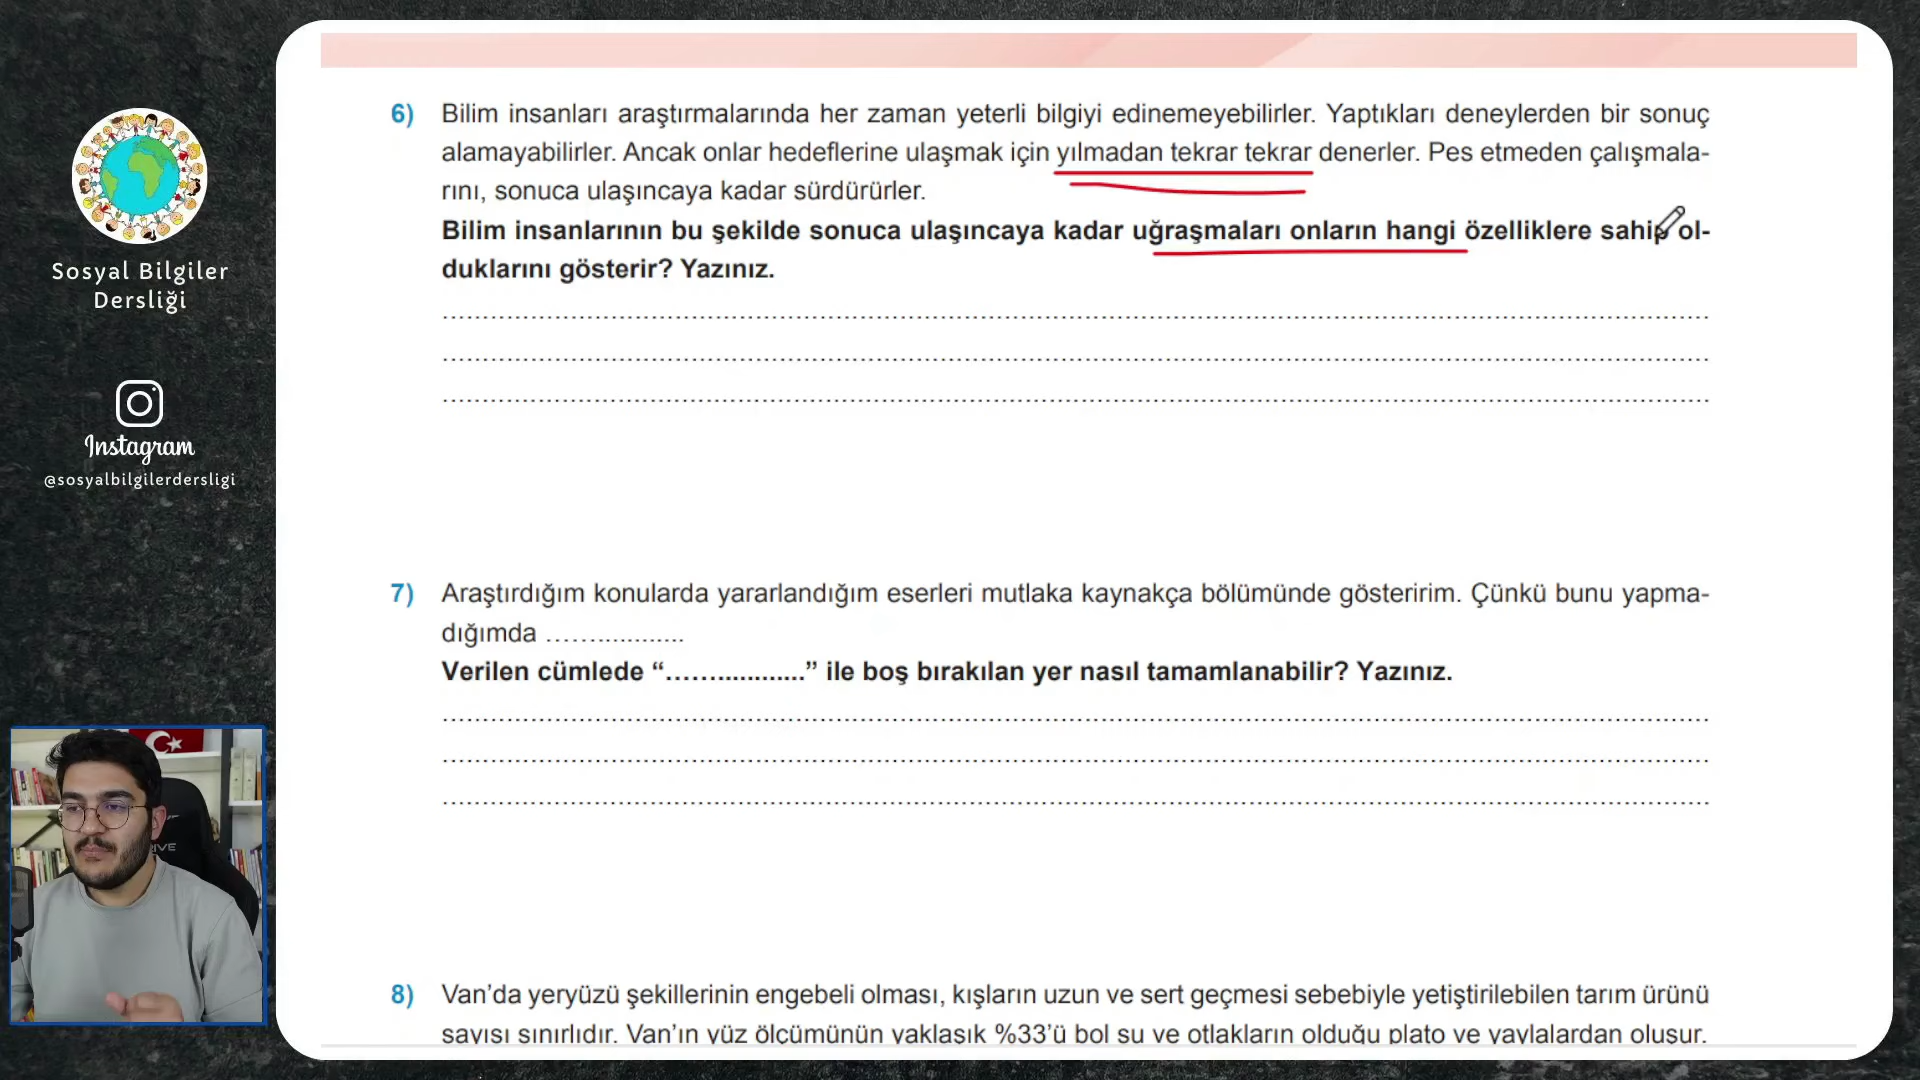 Sosyal Bilgiler
Dersliği
Instagram
@sosyalbilgilerdersligi
6) Bilim insanları araştırmalarında her zaman yeterli bilgiyi edinemeyebilirler. Yaptıkları deneylerden bir sonuç
alamayabilirler. Ancak onlar hedeflerine ulaşmak için yılmadan tekrar tekrar denerler. Pes etmeden çalışmala-
rını, sonuca ulaşıncaya kadar sürdürürler.
Bilim insanlarının bu şekilde sonuca ulaşıncaya kadar uğraşmaları onların hangi özelliklere sahip ol-
duklarını gösterir? Yazınız.
7) Araştırdığım konularda yararlandığım eserleri mutlaka kaynakça bölümünde gösteririm. Çünkü bunu yapma-
dığımda ..................
Verilen cümlede “..................” ile boş bırakılan yer nasıl tamamlanabilir? Yazınız.
8) Van’da yeryüzü şekillerinin engebeli olması, kışların uzun ve sert geçmesi sebebiyle yetiştirilebilen tarım ürünü
sayısı sınırlıdır. Van’ın yüz ölçümünün yaklaşık %33’ü bol su ve otlakların olduğu plato ve yaylalardan oluşur.